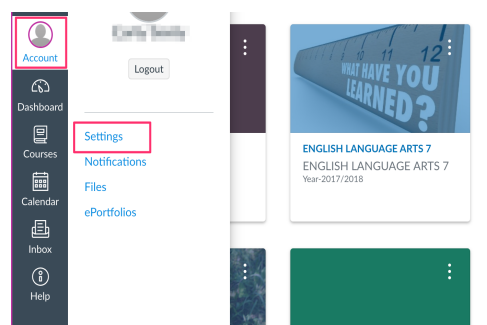 Account
Dashboard
Courses
Calendar
Inbox
Help
Logout
Settings
Notifications
Files
ePortfolios
11 12
WHAT HAVE YOU
LEARNED?
ENGLISH LANGUAGE ARTS 7
ENGLISH LANGUAGE ARTS 7
Year-2017/2018